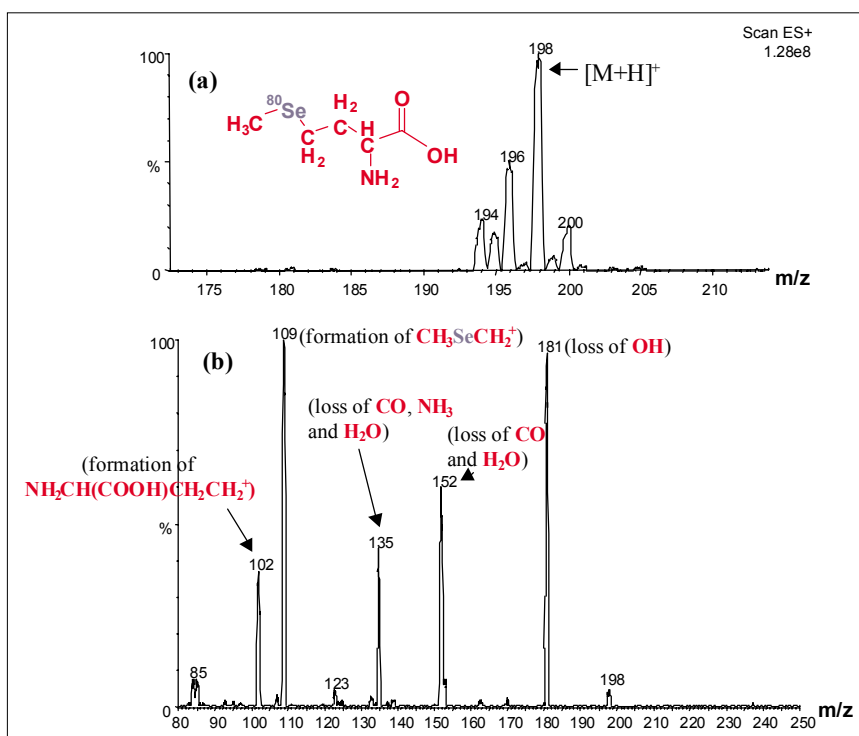 Scan ES+
1.28e8
100
198
(a)
[M+H]⁺
⁸⁰Se
H₂
O
H₃C
C
H
C
C
H₂
OH
NH₂
%
196
194
200
0
175
180
185
190
195
200
205
210
m/z
109
(formation of CH₃SeCH₂⁺)
100
(b)
181
(loss of OH)
(loss of CO, NH₃
and H₂O)
(loss of CO
and H₂O)
(formation of
NH₂CH(COOH)CH₂CH₂⁺)
152
135
%
102
85
123
198
0
80
90
100
110
120
130
140
150
160
170
180
190
200
210
220
230
240
250
m/z